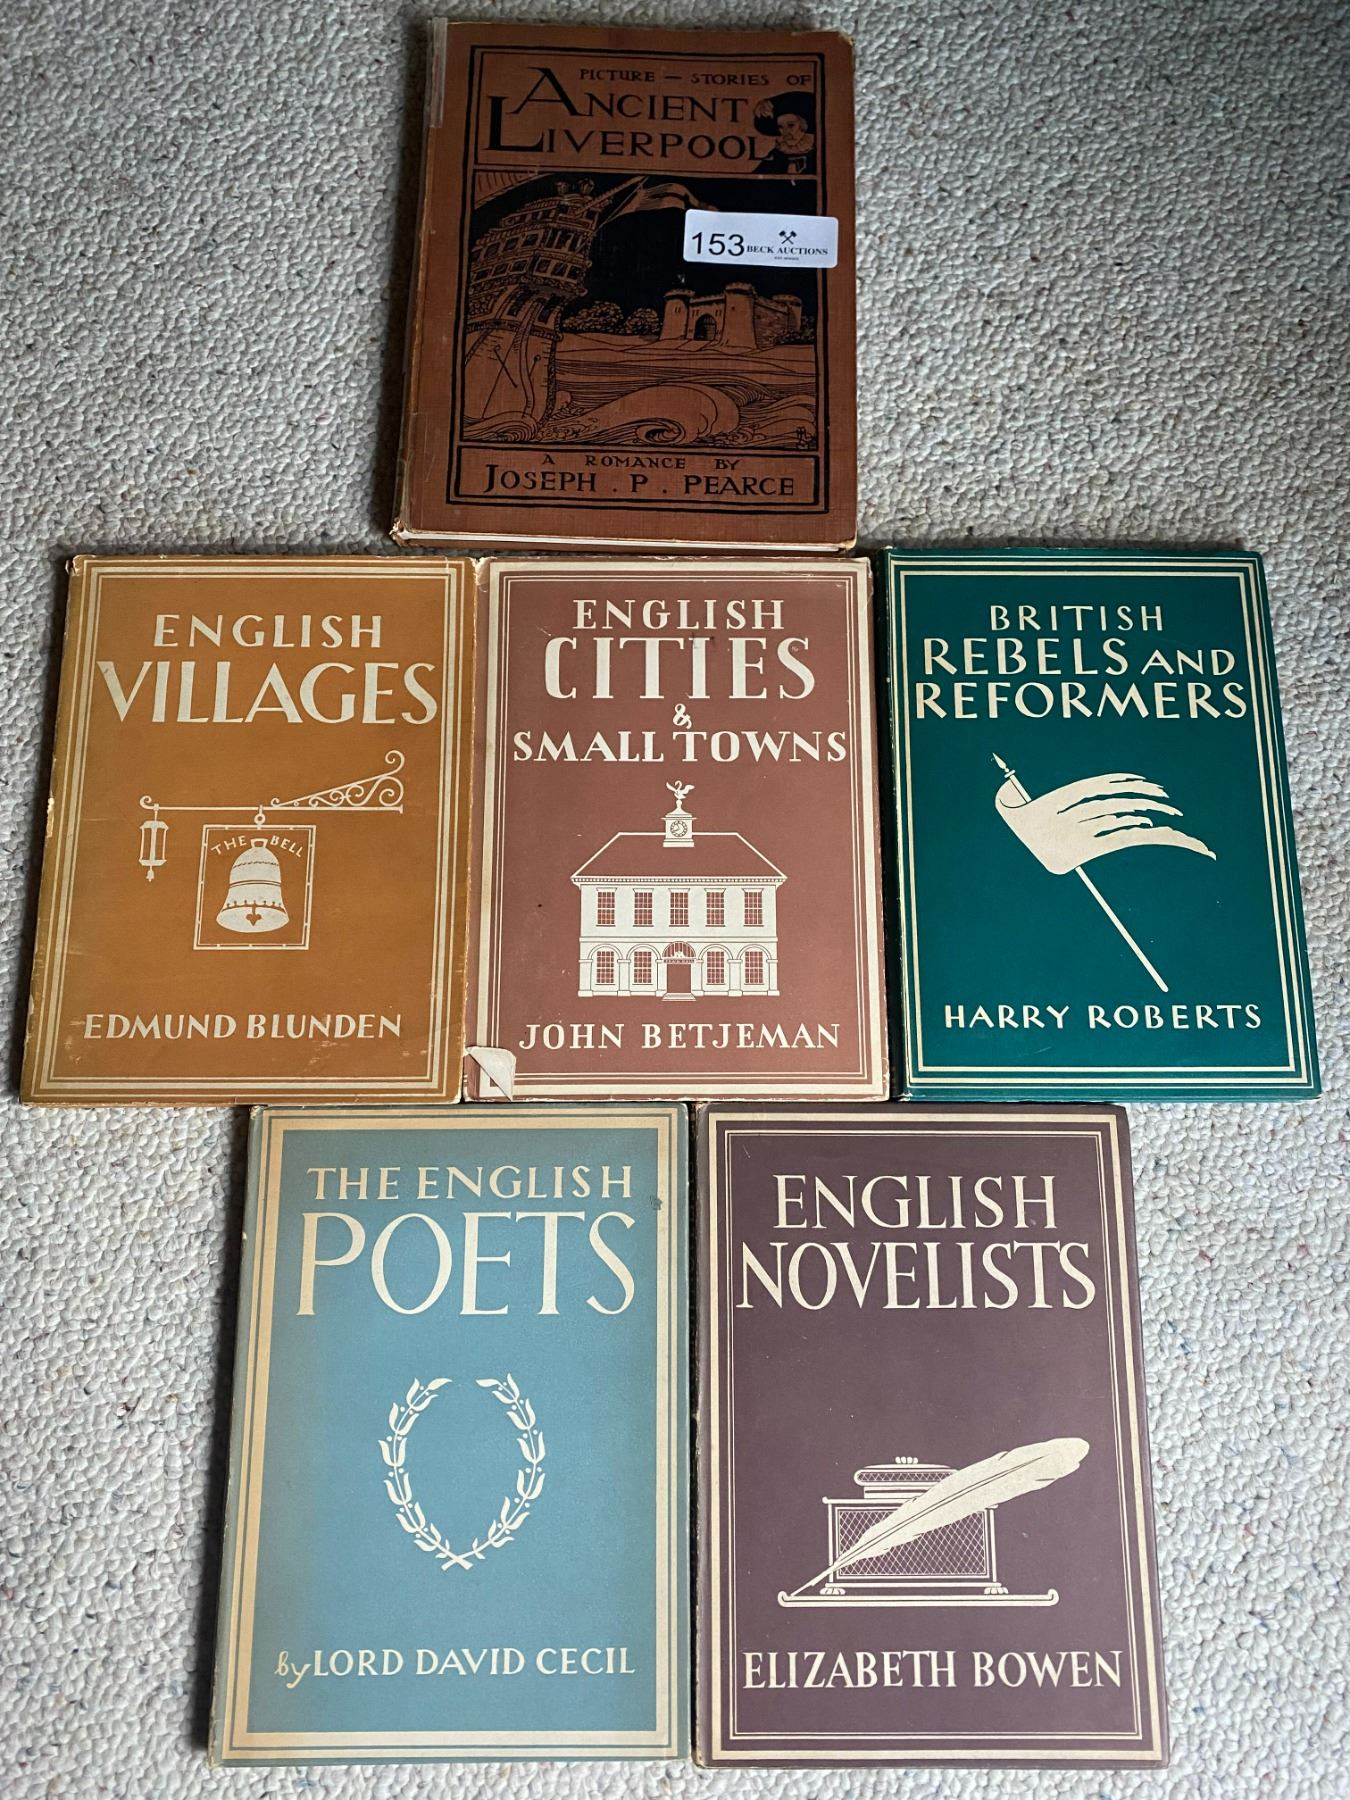 PICTURE — STORIES OF
ANCIENT
LIVERPOOL
153
BECK AUCTIONS
A ROMANCE BY
JOSEPH . P . PEARCE
ENGLISH
VILLAGES
THE BELL
EDMUND BLUNDEN
ENGLISH
CITIES
&
SMALL TOWNS
TOWN HALL
JOHN BETJEMAN
BRITISH
REBELS AND
REFORMERS
HARRY ROBERTS
THE ENGLISH
POETS
by LORD DAVID CECIL
ENGLISH
NOVELISTS
ELIZABETH BOWEN